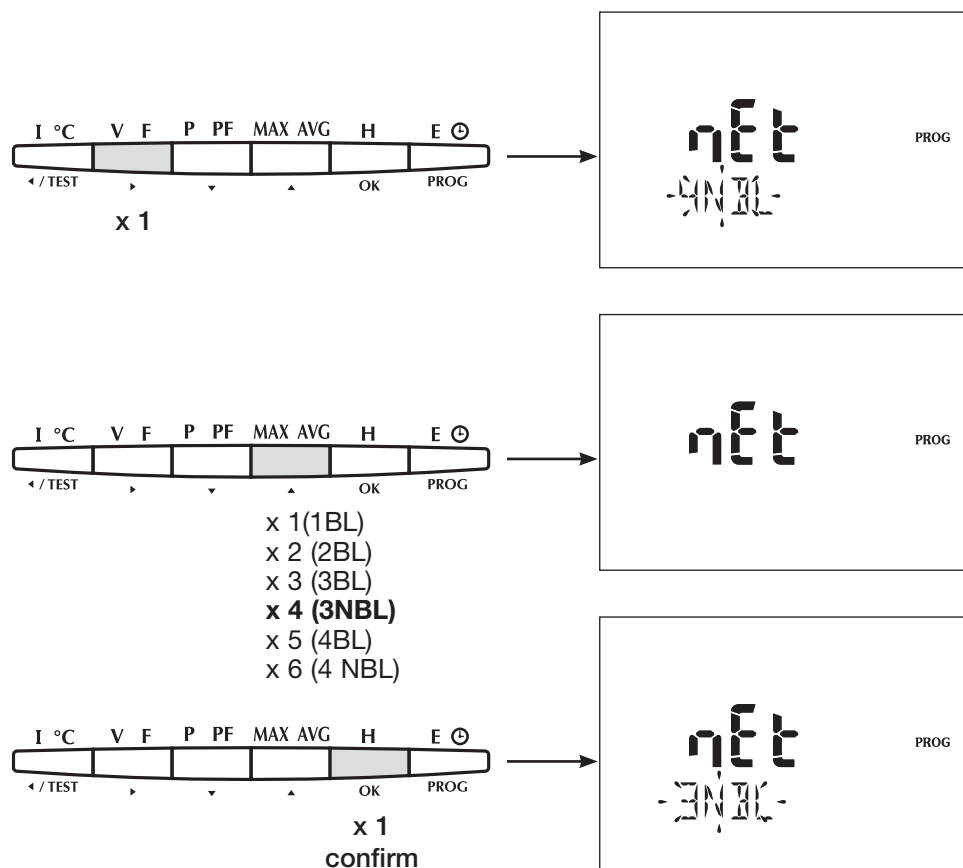 I °C V F P PF MAX AVG H E
/ TEST OK PROG
x 1
nEt PROG
4NBL
I °C V F P PF MAX AVG H E
/ TEST OK PROG
x 1(1BL)
x 2 (2BL)
x 3 (3BL)
x 4 (3NBL)
x 5 (4BL)
x 6 (4 NBL)
nEt PROG
I °C V F P PF MAX AVG H E
/ TEST OK PROG
x 1
confirm
nEt PROG
3NBL